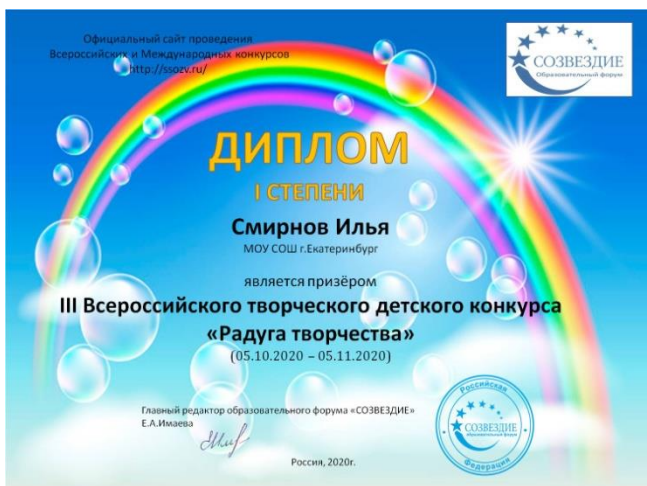 Официальный сайт проведения
Всероссийских и Международных конкурсов
http://ssozv.ru/
СОЗВЕЗДИЕ
Образовательный форум
ДИПЛОМ
I СТЕПЕНИ
Смирнов Илья
МОУ СОШ г.Екатеринбург
является призёром
III Всероссийского творческого детского конкурса
«Радуга творчества»
(05.10.2020 – 05.11.2020)
Главный редактор образовательного форума «СОЗВЕЗДИЕ»
Е.А.Имаева
Российская
СОЗВЕЗДИЕ
образовательный форум
Федерация
Россия, 2020г.